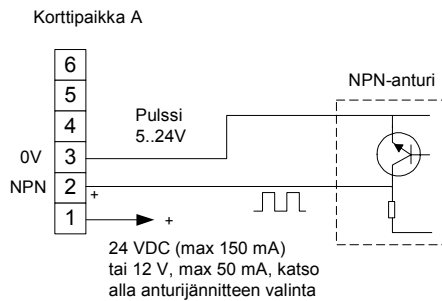 Korttipaikka A
6
5
4
3
2
1
0V
NPN
+
+
Pulssi
5..24V
NPN-anturi
24 VDC (max 150 mA)
tai 12 V, max 50 mA, katso
alla anturijännitteen valinta